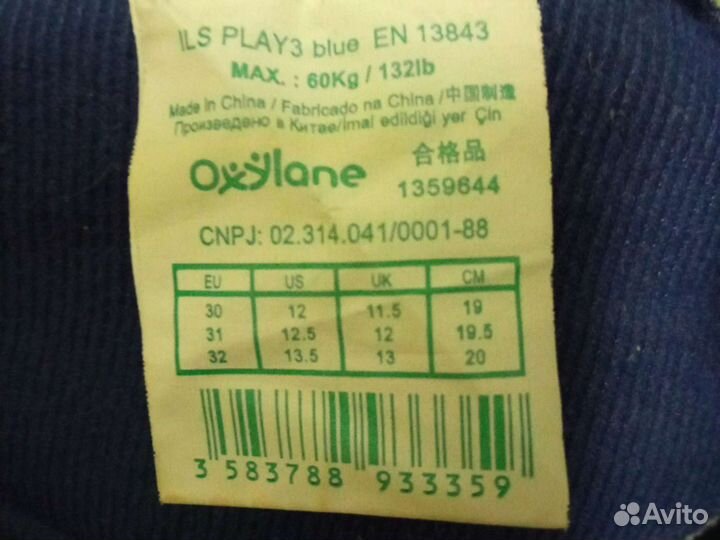 ILS PLAY3 blue EN 13843
MAX. : 60Kg / 132lb
Made in China / Fabricado na China /中国制造
Произведено в Китае/Imal edildiği yer Çin
Oxylane 合格品
1359644
CNPJ: 02.314.041/0001-88
EU US UK CM
30 12 11.5 19
31 12.5 12 19.5
32 13.5 13 20
3 583788 933359
Avito